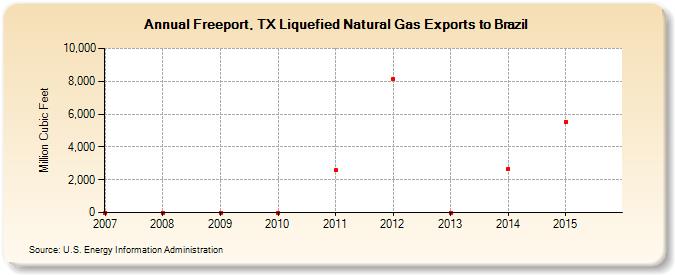 Annual Freeport, TX Liquefied Natural Gas Exports to Brazil
Million Cubic Feet
10,000
8,000
6,000
4,000
2,000
0
2007 2008 2009 2010 2011 2012 2013 2014 2015
Source: U.S. Energy Information Administration